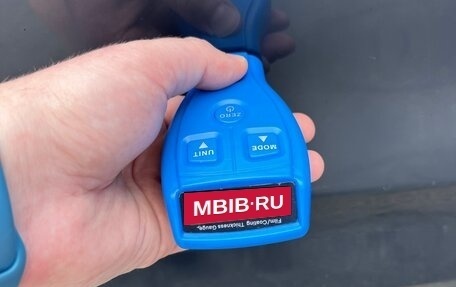 ZERO
MODE
UNIT
MBIB·RU
Film/Coating Thickness Gauge,